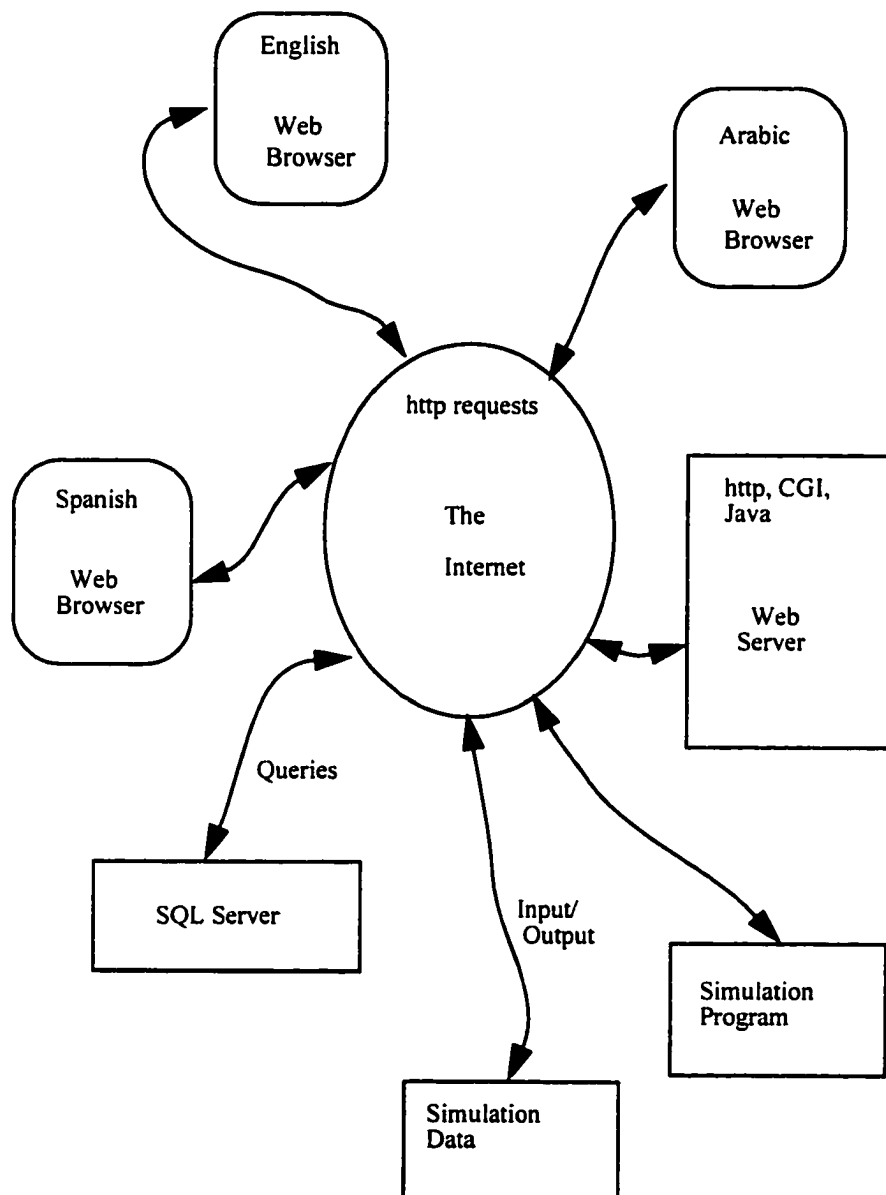 English
Web
Browser
Arabic
Web
Browser
http requests
The
Internet
Spanish
Web
Browser
http, CGI,
Java
Web
Server
Queries
SQL Server
Input/
Output
Simulation
Program
Simulation
Data